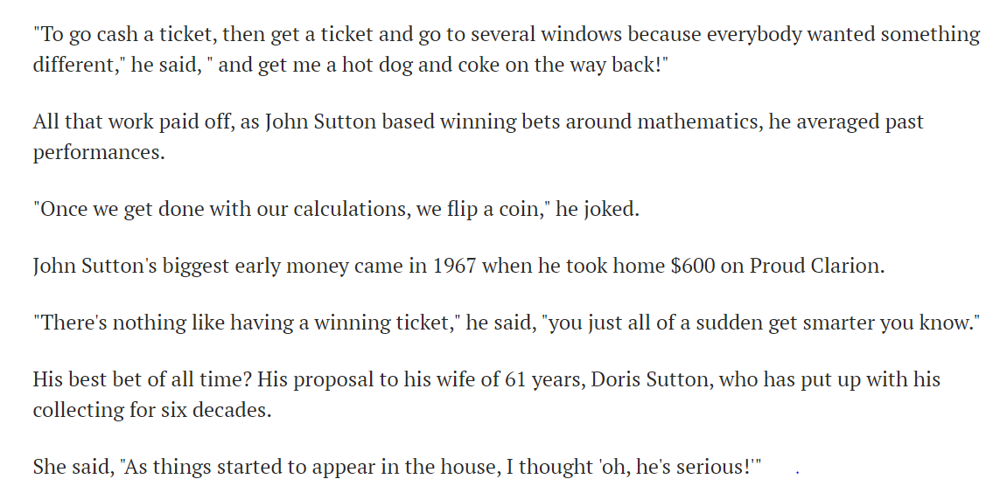 "To go cash a ticket, then get a ticket and go to several windows because everybody wanted something
different," he said, " and get me a hot dog and coke on the way back!"
All that work paid off, as John Sutton based winning bets around mathematics, he averaged past
performances.
"Once we get done with our calculations, we flip a coin," he joked.
John Sutton's biggest early money came in 1967 when he took home $600 on Proud Clarion.
"There's nothing like having a winning ticket," he said, "you just all of a sudden get smarter you know."
His best bet of all time? His proposal to his wife of 61 years, Doris Sutton, who has put up with his
collecting for six decades.
She said, "As things started to appear in the house, I thought 'oh, he's serious!'" .